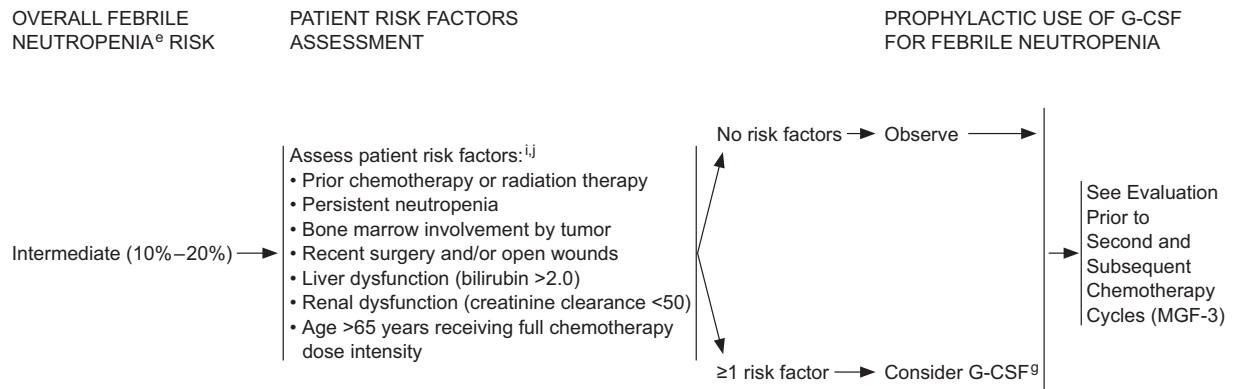 OVERALL FEBRILE
NEUTROPENIAᵉ RISK
PATIENT RISK FACTORS
ASSESSMENT
PROPHYLACTIC USE OF G-CSF
FOR FEBRILE NEUTROPENIA
Intermediate (10%–20%)
Assess patient risk factors:ⁱ,ʲ
• Prior chemotherapy or radiation therapy
• Persistent neutropenia
• Bone marrow involvement by tumor
• Recent surgery and/or open wounds
• Liver dysfunction (bilirubin >2.0)
• Renal dysfunction (creatinine clearance <50)
• Age >65 years receiving full chemotherapy
dose intensity
No risk factors
Observe
≥1 risk factor
Consider G-CSFᵍ
See Evaluation
Prior to
Second and
Subsequent
Chemotherapy
Cycles (MGF-3)